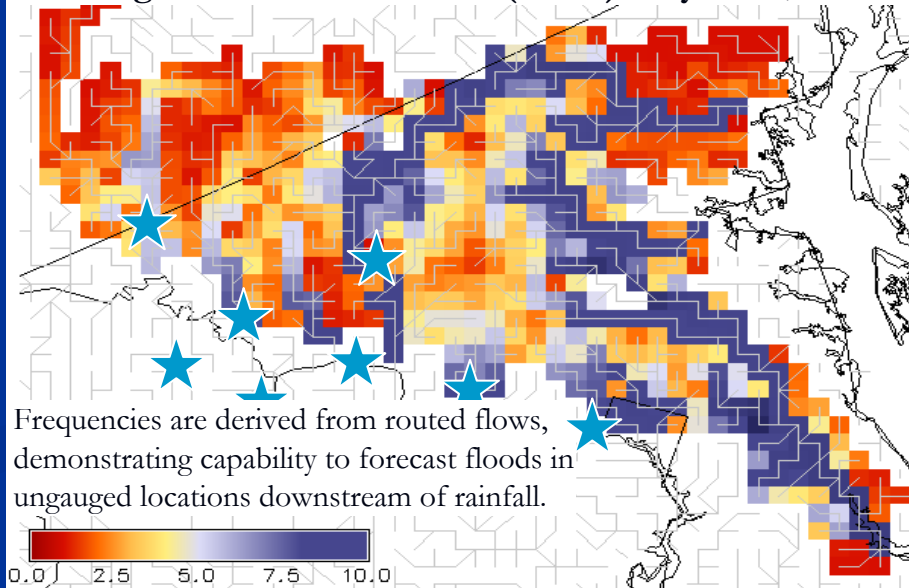 Frequencies are derived from routed flows,
demonstrating capability to forecast floods in
ungauged locations downstream of rainfall.
0.0 2.5 5.0 7.5 10.0